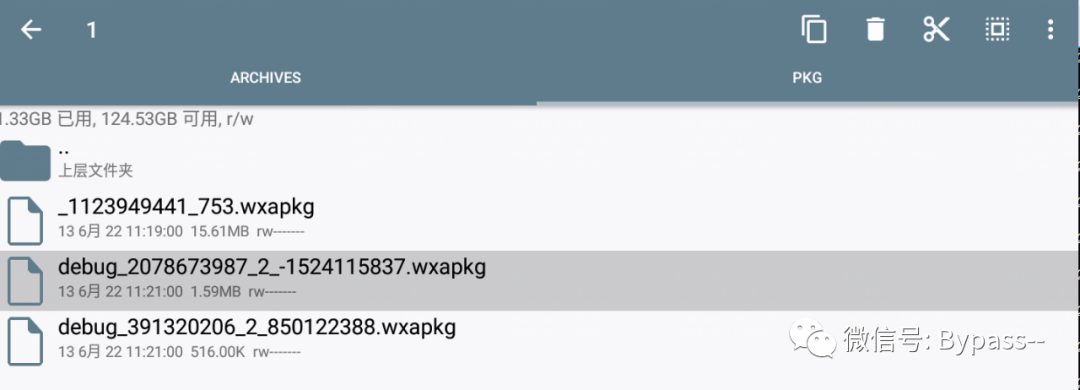 1
ARCHIVES PKG
1.33GB 已用, 124.53GB 可用, r/w
..
上层文件夹
_1123949441_753.wxapkg
13 6月 22 11:19:00 15.61MB rw-------
debug_2078673987_2_-1524115837.wxapkg
13 6月 22 11:21:00 1.59MB rw-------
debug_391320206_2_850122388.wxapkg
13 6月 22 11:21:00 516.00K rw-------
微信号: Bypass--